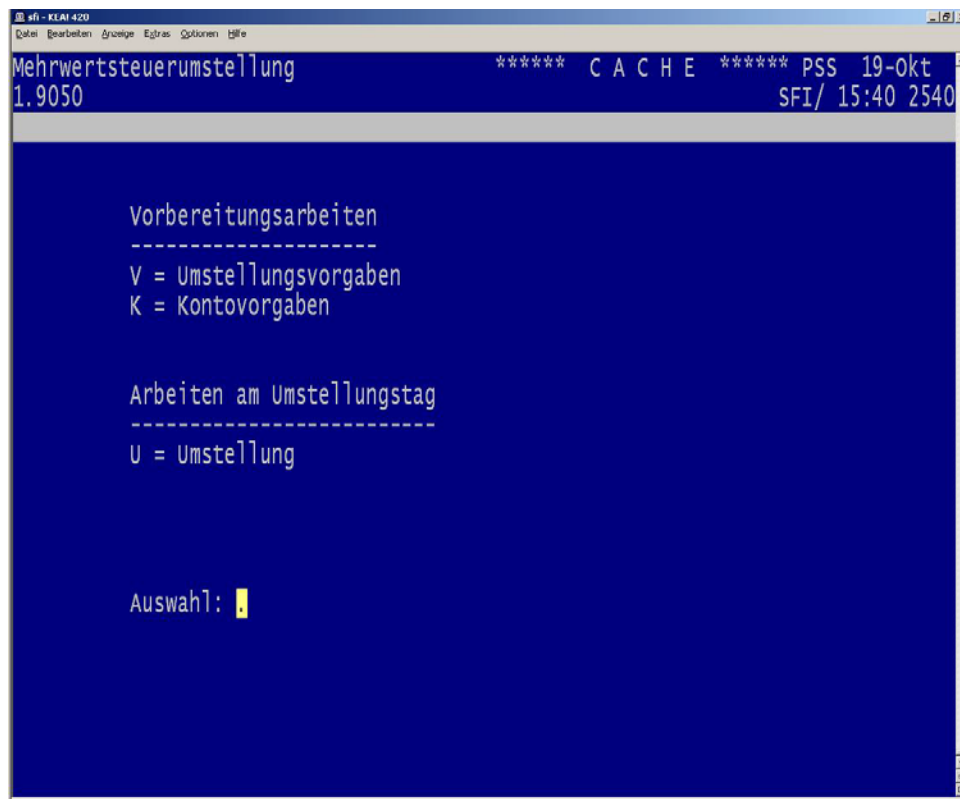 sfi - KEA! 420
Datei Bearbeiten Anzeige Extras Optionen Hilfe
Mehrwertsteuerumstellung ****** C A C H E ****** PSS 19-Okt
1.9050 SFI/ 15:40 2540
Vorbereitungsarbeiten
---------------------
V = Umstellungsvorgaben
K = Kontovorgaben
Arbeiten am Umstellungstag
--------------------------
U = Umstellung
Auswahl: .